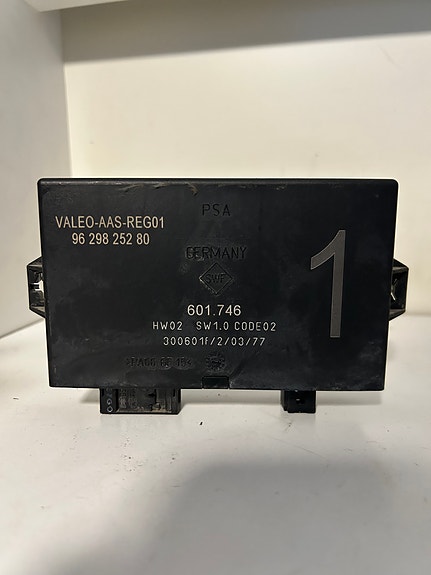 PSA
VALEO-AAS-REG01
96 298 252 80
GERMANY
SWF
1
601.746
HW02 SW1.0 CODE02
300601F/2/03/77